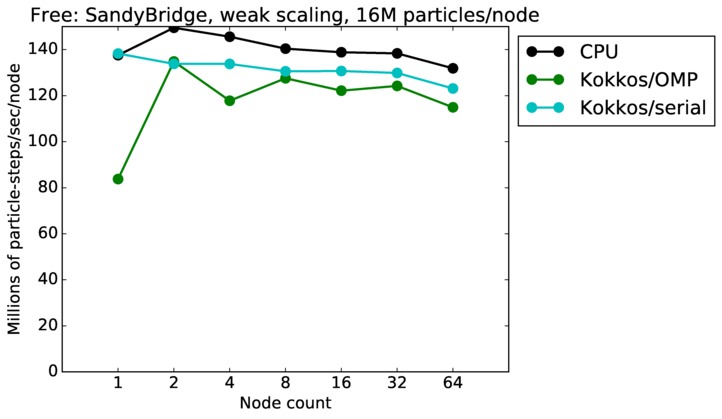 Free: SandyBridge, weak scaling, 16M particles/node
Millions of particle-steps/sec/node
140
120
100
80
60
40
20
0
1 2 4 8 16 32 64
Node count
CPU
Kokkos/OMP
Kokkos/serial